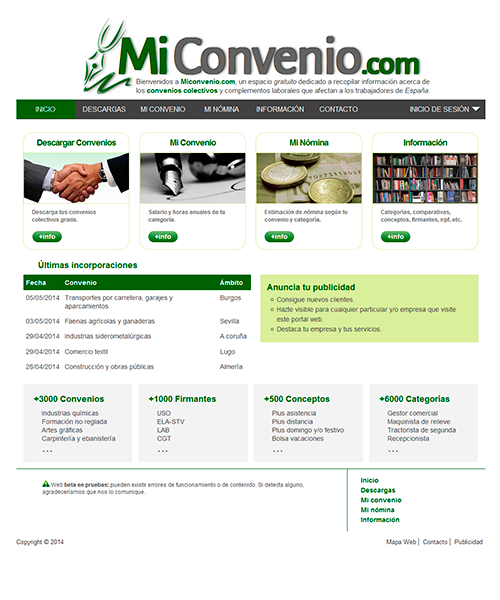 MiConvenio.com
Bienvenidos a Miconvenio.com, un espacio gratuito dedicado a recopilar información acerca de
los convenios colectivos y complementos laborales que afectan a los trabajadores de España.
INICIO DESCARGAS MI CONVENIO MI NÓMINA INFORMACIÓN CONTACTO INICIO DE SESIÓN
Descargar Convenios
Descarga tus convenios
colectivos gratis.
+info
Mi Convenio
Salario y horas anuales de tu
categoría.
+info
Mi Nómina
Estimación de nómina según tu
convenio y categoría.
+info
Información
Categorias, comparativas,
conceptos, firmantes, irpf, etc.
+info
Últimas incorporaciones
Fecha Convenio Ámbito
05/05/2014 Transportes por carretera, garajes y
aparcamientos Burgos
03/05/2014 Faenas agrícolas y ganaderas Sevilla
29/04/2014 Industrias siderometalúrgicas A coruña
29/04/2014 Comercio textil Lugo
28/04/2014 Construcción y obras públicas Almería
Anuncia tu publicidad
Consigue nuevos clientes.
Hazte visible para cualquier particular y/o empresa que visite
este portal web.
Destaca tu empresa y tus servicios.
+3000 Convenios
Industrias químicas
Formación no reglada
Artes gráficas
Carpintería y ebanistería
...
+1000 Firmantes
USO
ELA-STV
LAB
CGT
...
+500 Conceptos
Plus asistencia
Plus distancia
Plus domingo y/o festivo
Bolsa vacaciones
...
+6000 Categorias
Gestor comercial
Maquinista de relieve
Tractorista de segunda
Recepcionista
...
Web beta en pruebas: pueden existir errores de funcionamiento o de contenido. Si detecta alguno,
agradeceríamos que nos lo comunique.
Inicio
Descargas
Mi convenio
Mi nómina
Información
Copyright © 2014
Mapa Web | Contacto | Publicidad